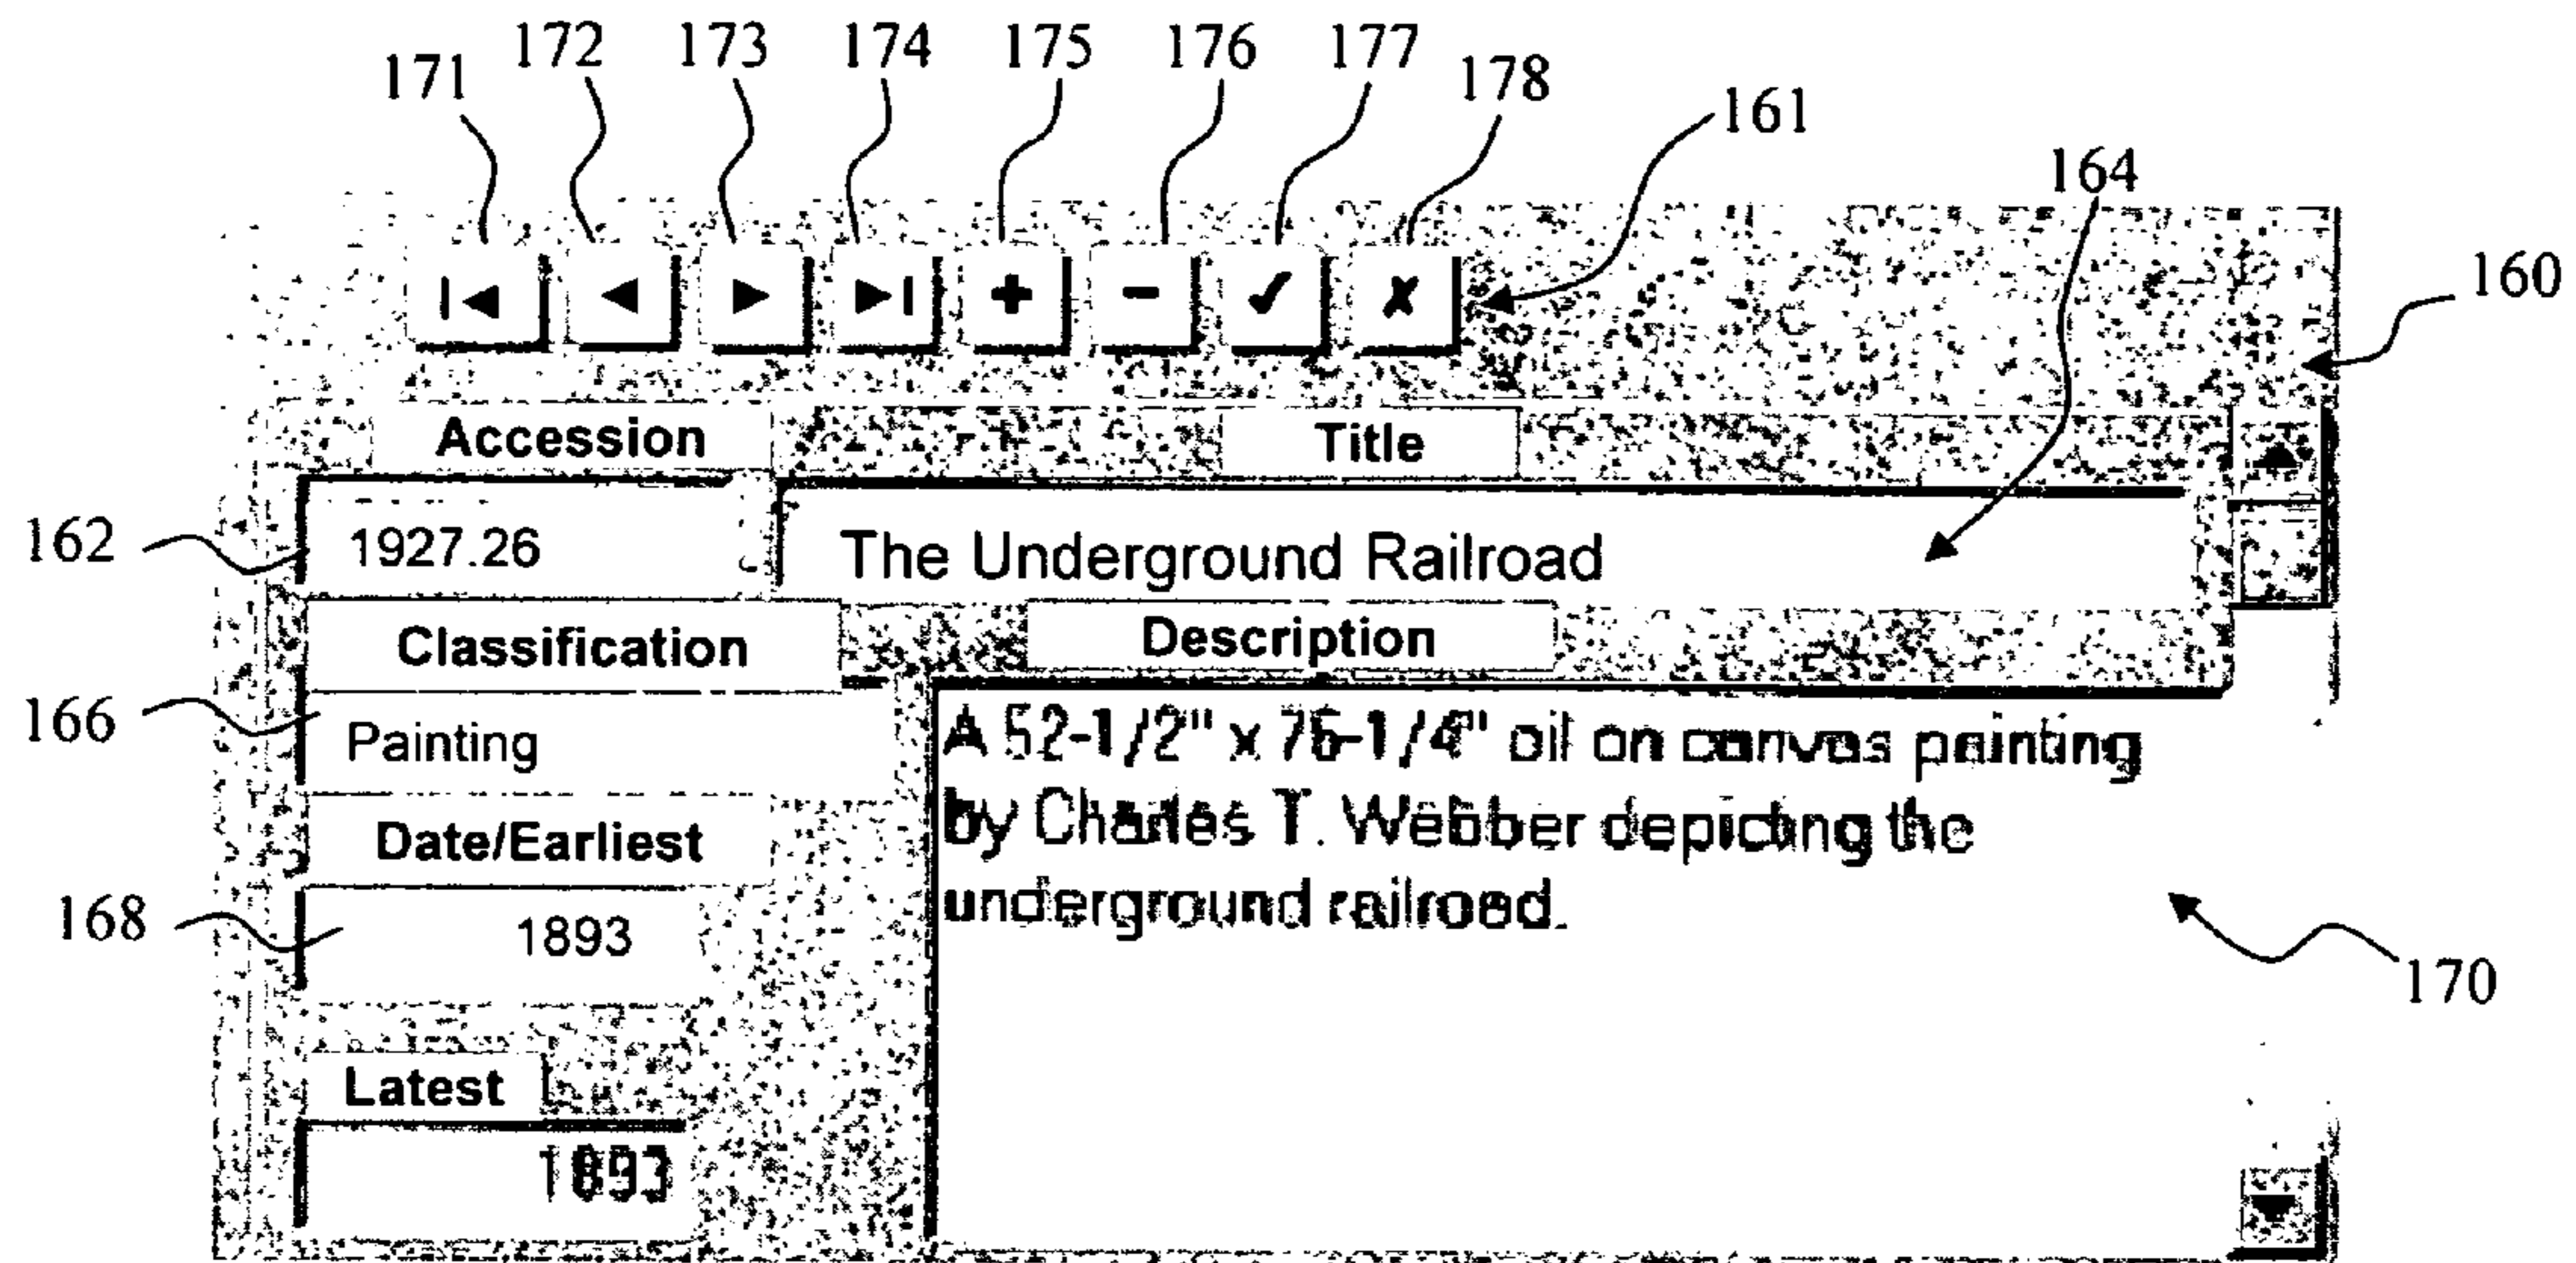 171 172 173 174 175 176 177 178 161
164
160
Accession Title
162 1927.26 The Underground Railroad
Classification Description
166 Painting A 52-1/2" x 76-1/4" oil on canvas painting
Date/Earliest by Charles T. Webber depicting the
168 1893 underground railroad.
170
Latest
1893